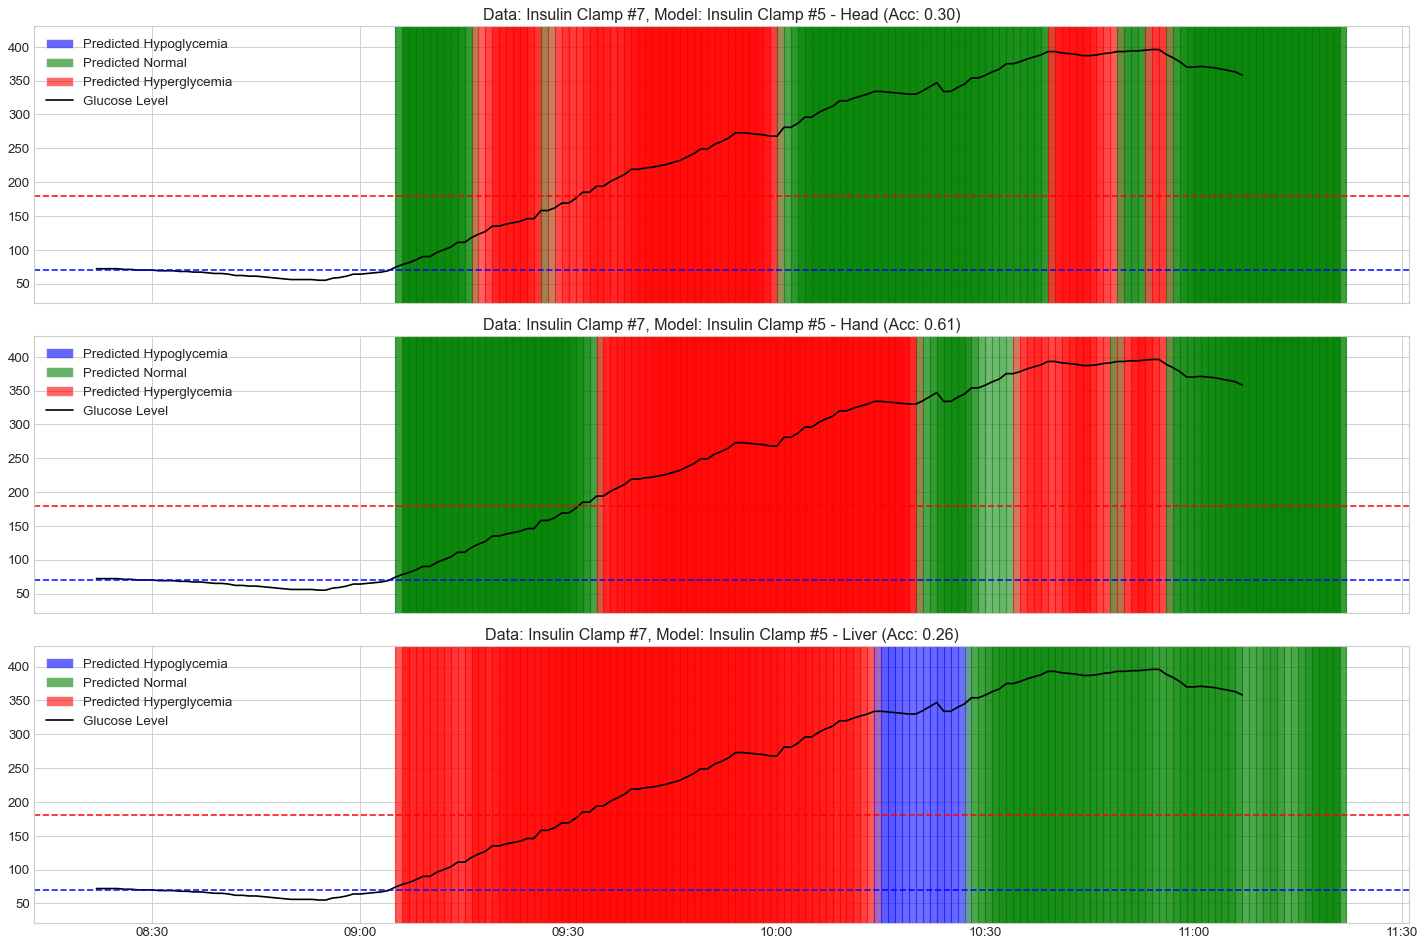 Data: Insulin Clamp #7, Model: Insulin Clamp #5 - Head (Acc: 0.30)
Predicted Hypoglycemia
Predicted Normal
Predicted Hyperglycemia
Glucose Level
400
350
300
250
200
150
100
50
Data: Insulin Clamp #7, Model: Insulin Clamp #5 - Hand (Acc: 0.61)
Predicted Hypoglycemia
Predicted Normal
Predicted Hyperglycemia
Glucose Level
400
350
300
250
200
150
100
50
Data: Insulin Clamp #7, Model: Insulin Clamp #5 - Liver (Acc: 0.26)
Predicted Hypoglycemia
Predicted Normal
Predicted Hyperglycemia
Glucose Level
400
350
300
250
200
150
100
50
08:30 09:00 09:30 10:00 10:30 11:00 11:30